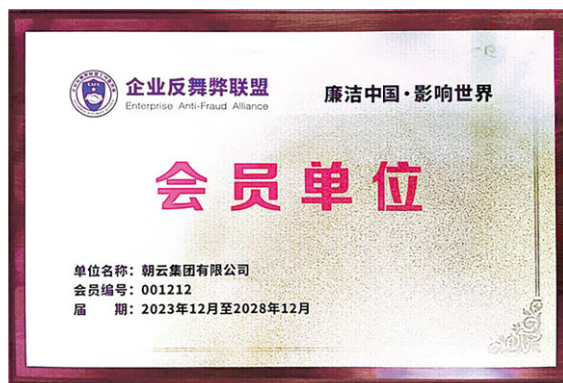 企业反舞弊联盟
Enterprise Anti-Fraud Alliance
廉洁中国·影响世界
会员单位
单位名称：朝云集团有限公司
会员编号：001212
届 期：2023年12月至2028年12月